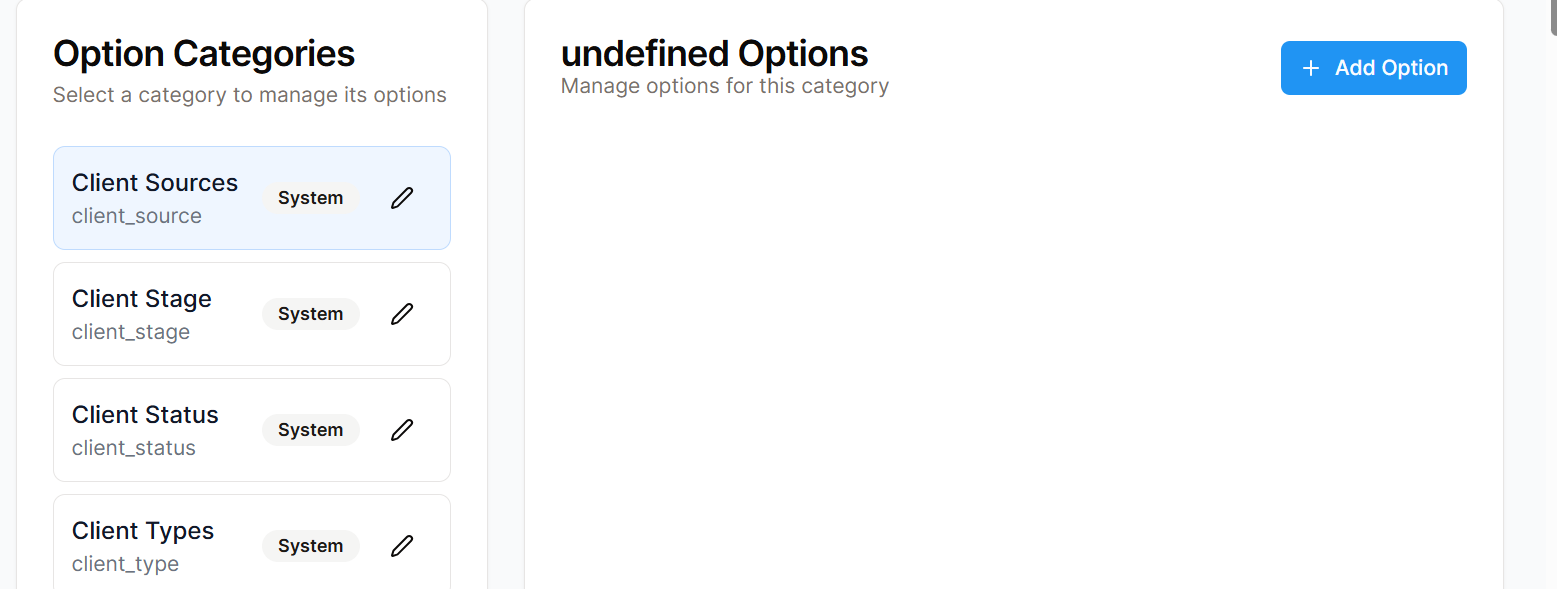 Option Categories
Select a category to manage its options
Client Sources
client_source
System
Client Stage
client_stage
System
Client Status
client_status
System
Client Types
client_type
System
undefined Options
Manage options for this category
+ Add Option